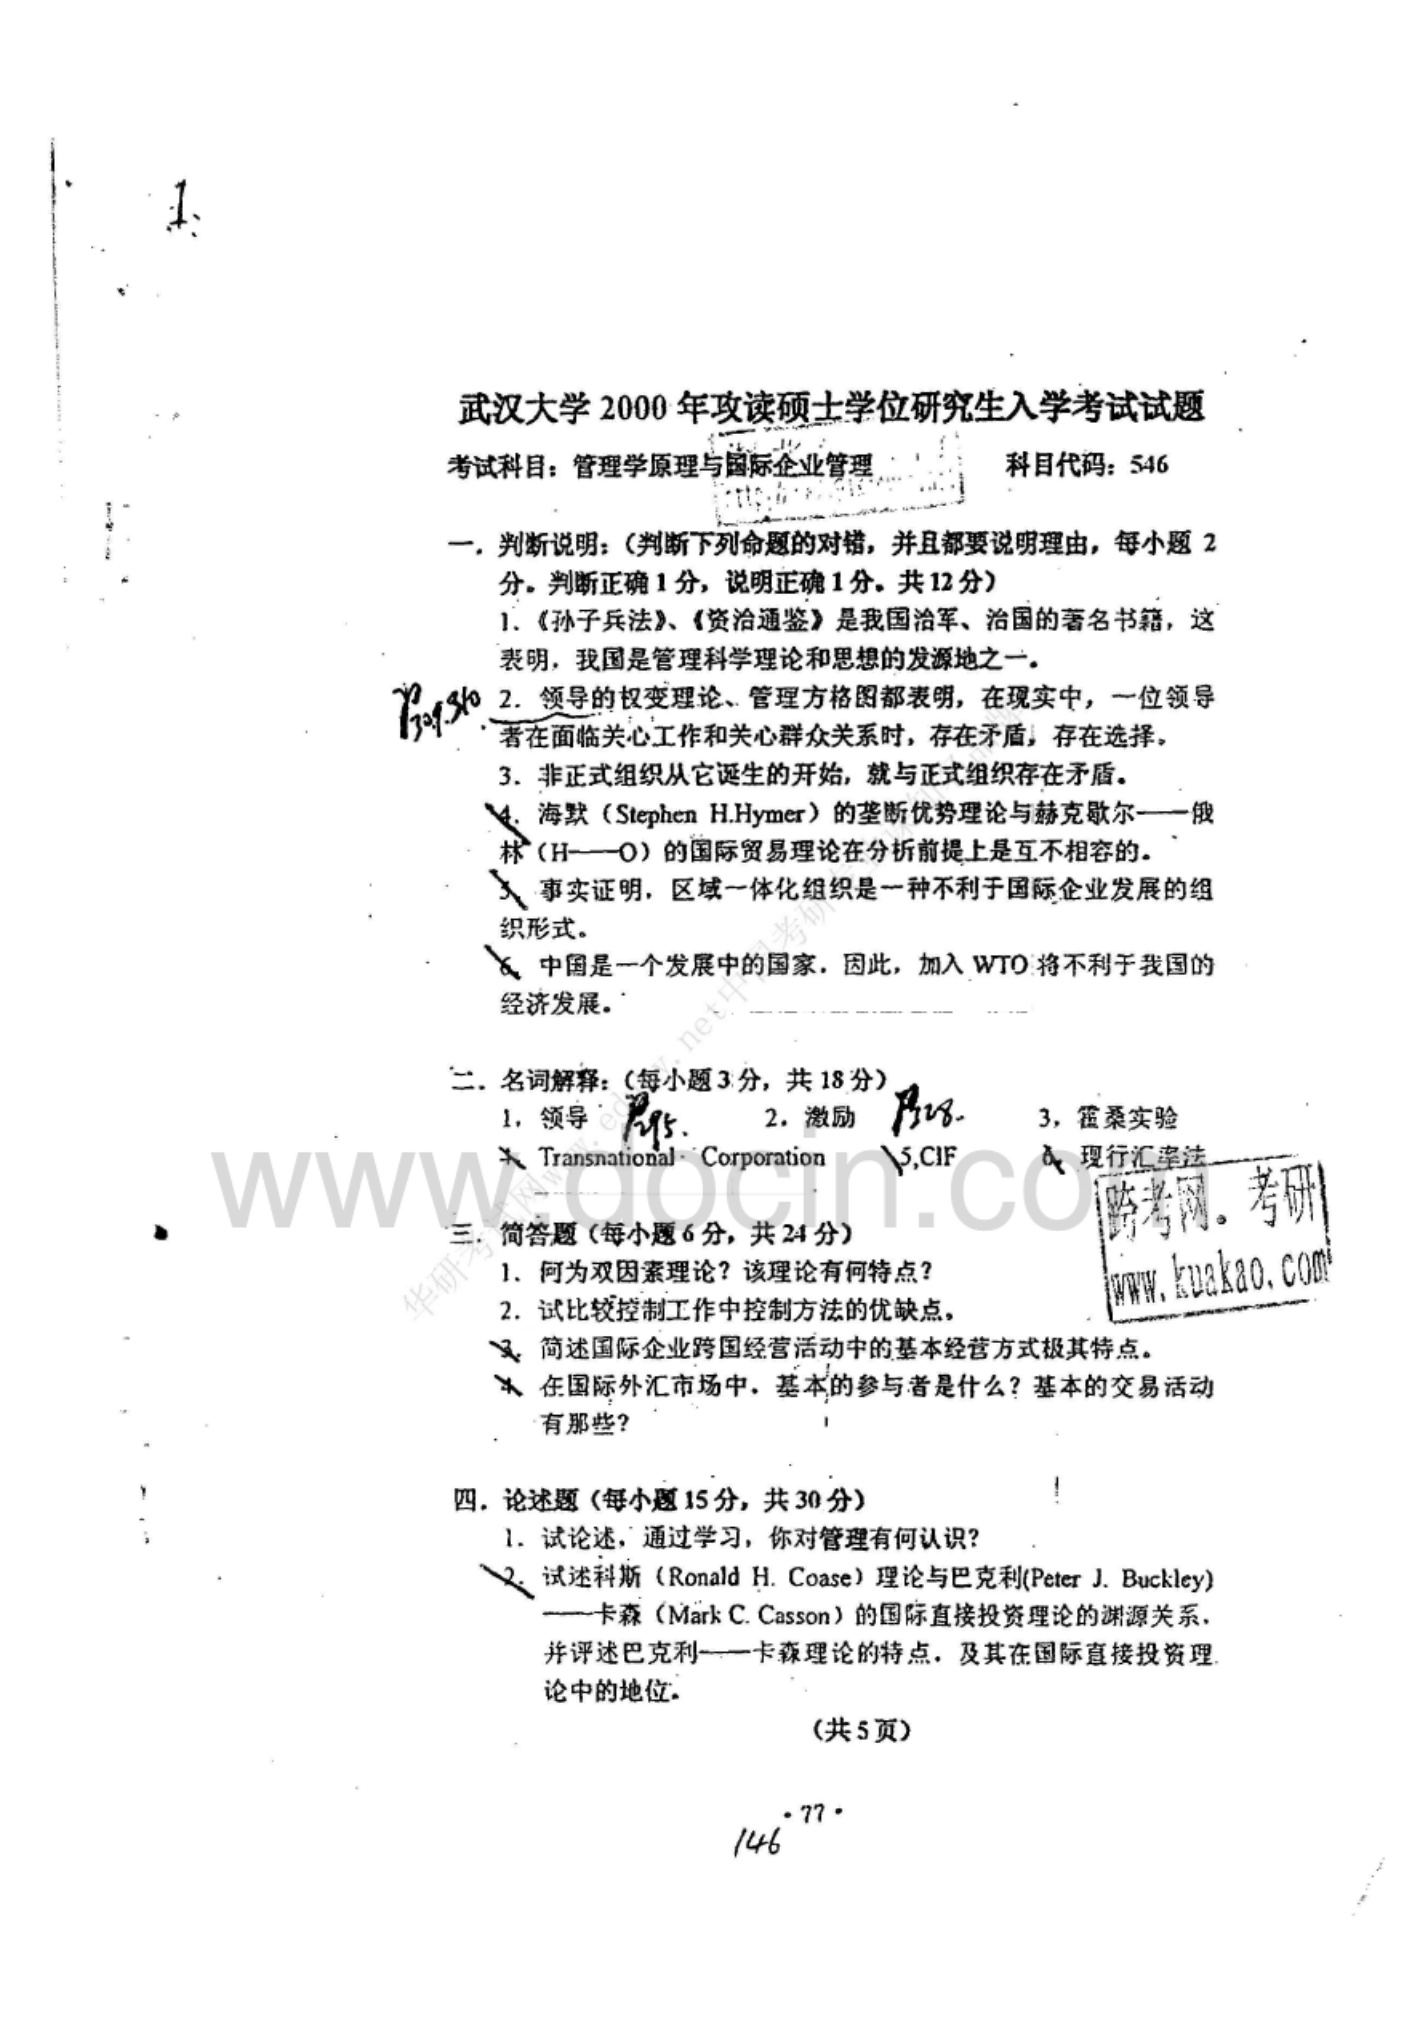 1.
武汉大学 2000 年攻读硕士学位研究生入学考试试题
考试科目：管理学原理与国际企业管理 科目代码：546
一．判断说明：（判断下列命题的对错，并且都要说明理由，每小题 2
分。判断正确 1 分，说明正确 1 分。共 12 分）
1．《孙子兵法》、《资治通鉴》是我国治军、治国的著名书籍，这
表明，我国是管理科学理论和思想的发源地之一。
P309.310 2．领导的权变理论、管理方格图都表明，在现实中，一位领导
者在面临关心工作和关心群众关系时，存在矛盾，存在选择。
3．非正式组织从它诞生的开始，就与正式组织存在矛盾。
4．海默（Stephen H.Hymer）的垄断优势理论与赫克歇尔——俄
林（H——O）的国际贸易理论在分析前提上是互不相容的。
5．事实证明，区域一体化组织是一种不利于国际企业发展的组
织形式。
6．中国是一个发展中的国家．因此，加入 WTO 将不利于我国的
经济发展。
二．名词解释：（每小题 3 分，共 18 分）
1，领导 P295. 2．激励 P328. 3，霍桑实验
4、Transnational Corporation 5,CIF 6、现行汇率法
www.docin.com
跨考网。考研
www.kuakao.com
三．简答题（每小题 6 分，共 24 分）
1．何为双因素理论？该理论有何特点？
2．试比较控制工作中控制方法的优缺点。
3．简述国际企业跨国经营活动中的基本经营方式极其特点。
4．在国际外汇市场中．基本的参与者是什么？基本的交易活动
有那些？
四．论述题（每小题 15 分，共 30 分）
1．试论述，通过学习，你对管理有何认识？
2．试述科斯（Ronald H. Coase）理论与巴克利(Peter J. Buckley)
——卡森（Mark C. Casson）的国际直接投资理论的渊源关系．
并评述巴克利——卡森理论的特点．及其在国际直接投资理
论中的地位。
（共 5 页）
·77·
146